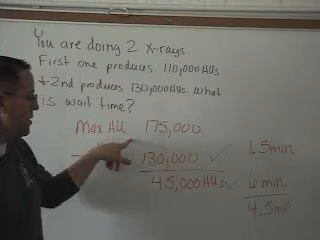 You are doing 2 x-rays.
First one produces 110,000 HUs
+ 2nd produces 130,000 HUs. What
is wait time?
Max HU 175,000
130,000 ✓ 1.5 min
45,000 HUs ✓ 6 min
4.5 min